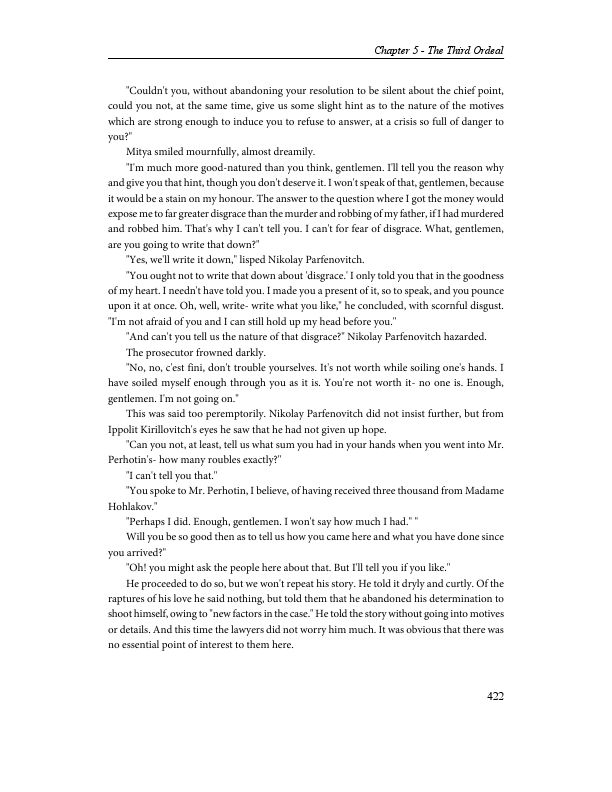 Chapter 5 - The Third Ordeal
"Couldn't you, without abandoning your resolution to be silent about the chief point,
could you not, at the same time, give us some slight hint as to the nature of the motives
which are strong enough to induce you to refuse to answer, at a crisis so full of danger to
you?"
Mitya smiled mournfully, almost dreamily.
"I'm much more good-natured than you think, gentlemen. I'll tell you the reason why
and give you that hint, though you don't deserve it. I won't speak of that, gentlemen, because
it would be a stain on my honour. The answer to the question where I got the money would
expose me to far greater disgrace than the murder and robbing of my father, if I had murdered
and robbed him. That's why I can't tell you. I can't for fear of disgrace. What, gentlemen,
are you going to write that down?"
"Yes, we'll write it down," lisped Nikolay Parfenovitch.
"You ought not to write that down about 'disgrace.' I only told you that in the goodness
of my heart. I needn't have told you. I made you a present of it, so to speak, and you pounce
upon it at once. Oh, well, write- write what you like," he concluded, with scornful disgust.
"I'm not afraid of you and I can still hold up my head before you."
"And can't you tell us the nature of that disgrace?" Nikolay Parfenovitch hazarded.
The prosecutor frowned darkly.
"No, no, c'est fini, don't trouble yourselves. It's not worth while soiling one's hands. I
have soiled myself enough through you as it is. You're not worth it- no one is. Enough,
gentlemen. I'm not going on."
This was said too peremptorily. Nikolay Parfenovitch did not insist further, but from
Ippolit Kirillovitch's eyes he saw that he had not given up hope.
"Can you not, at least, tell us what sum you had in your hands when you went into Mr.
Perhotin's- how many roubles exactly?"
"I can't tell you that."
"You spoke to Mr. Perhotin, I believe, of having received three thousand from Madame
Hohlakov."
"Perhaps I did. Enough, gentlemen. I won't say how much I had." "
Will you be so good then as to tell us how you came here and what you have done since
you arrived?"
"Oh! you might ask the people here about that. But I'll tell you if you like."
He proceeded to do so, but we won't repeat his story. He told it dryly and curtly. Of the
raptures of his love he said nothing, but told them that he abandoned his determination to
shoot himself, owing to "new factors in the case." He told the story without going into motives
or details. And this time the lawyers did not worry him much. It was obvious that there was
no essential point of interest to them here.
422